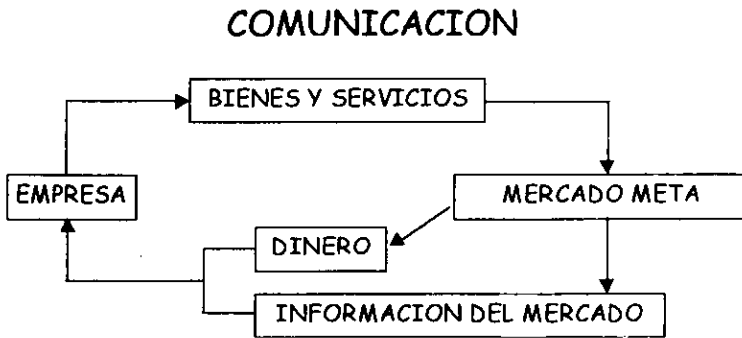 COMUNICACION
BIENES Y SERVICIOS
EMPRESA
MERCADO META
DINERO
INFORMACION DEL MERCADO